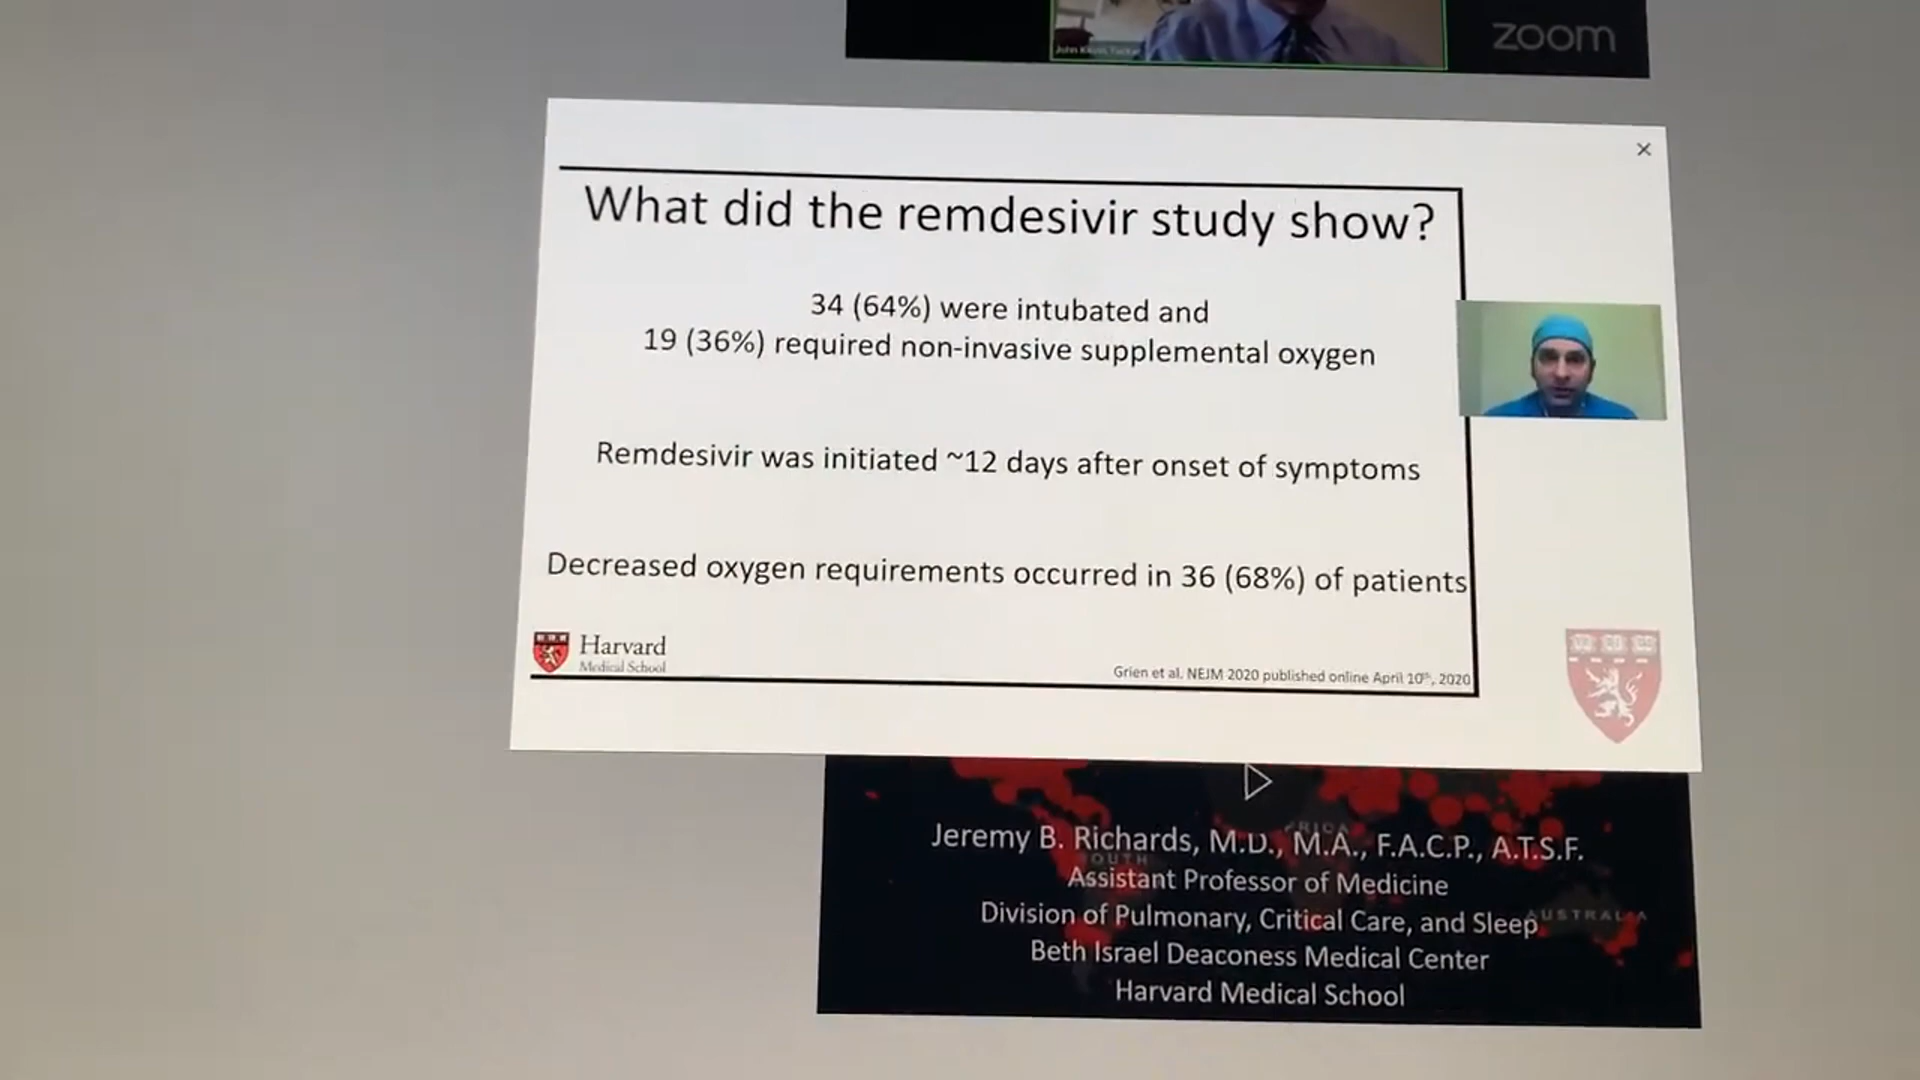 zoom
What did the remdesivir study show?
34 (64%) were intubated and
19 (36%) required non-invasive supplemental oxygen
Remdesivir was initiated ~12 days after onset of symptoms
Decreased oxygen requirements occurred in 36 (68%) of patients
Harvard
Medical School
Grien et al. NEJM 2020 published online April 10th, 2020
Jeremy B. Richards, M.D., M.A., F.A.C.P., A.T.S.F.
Assistant Professor of Medicine
Division of Pulmonary, Critical Care, and Sleep
AUSTRALIA
Beth Israel Deaconess Medical Center
Harvard Medical School